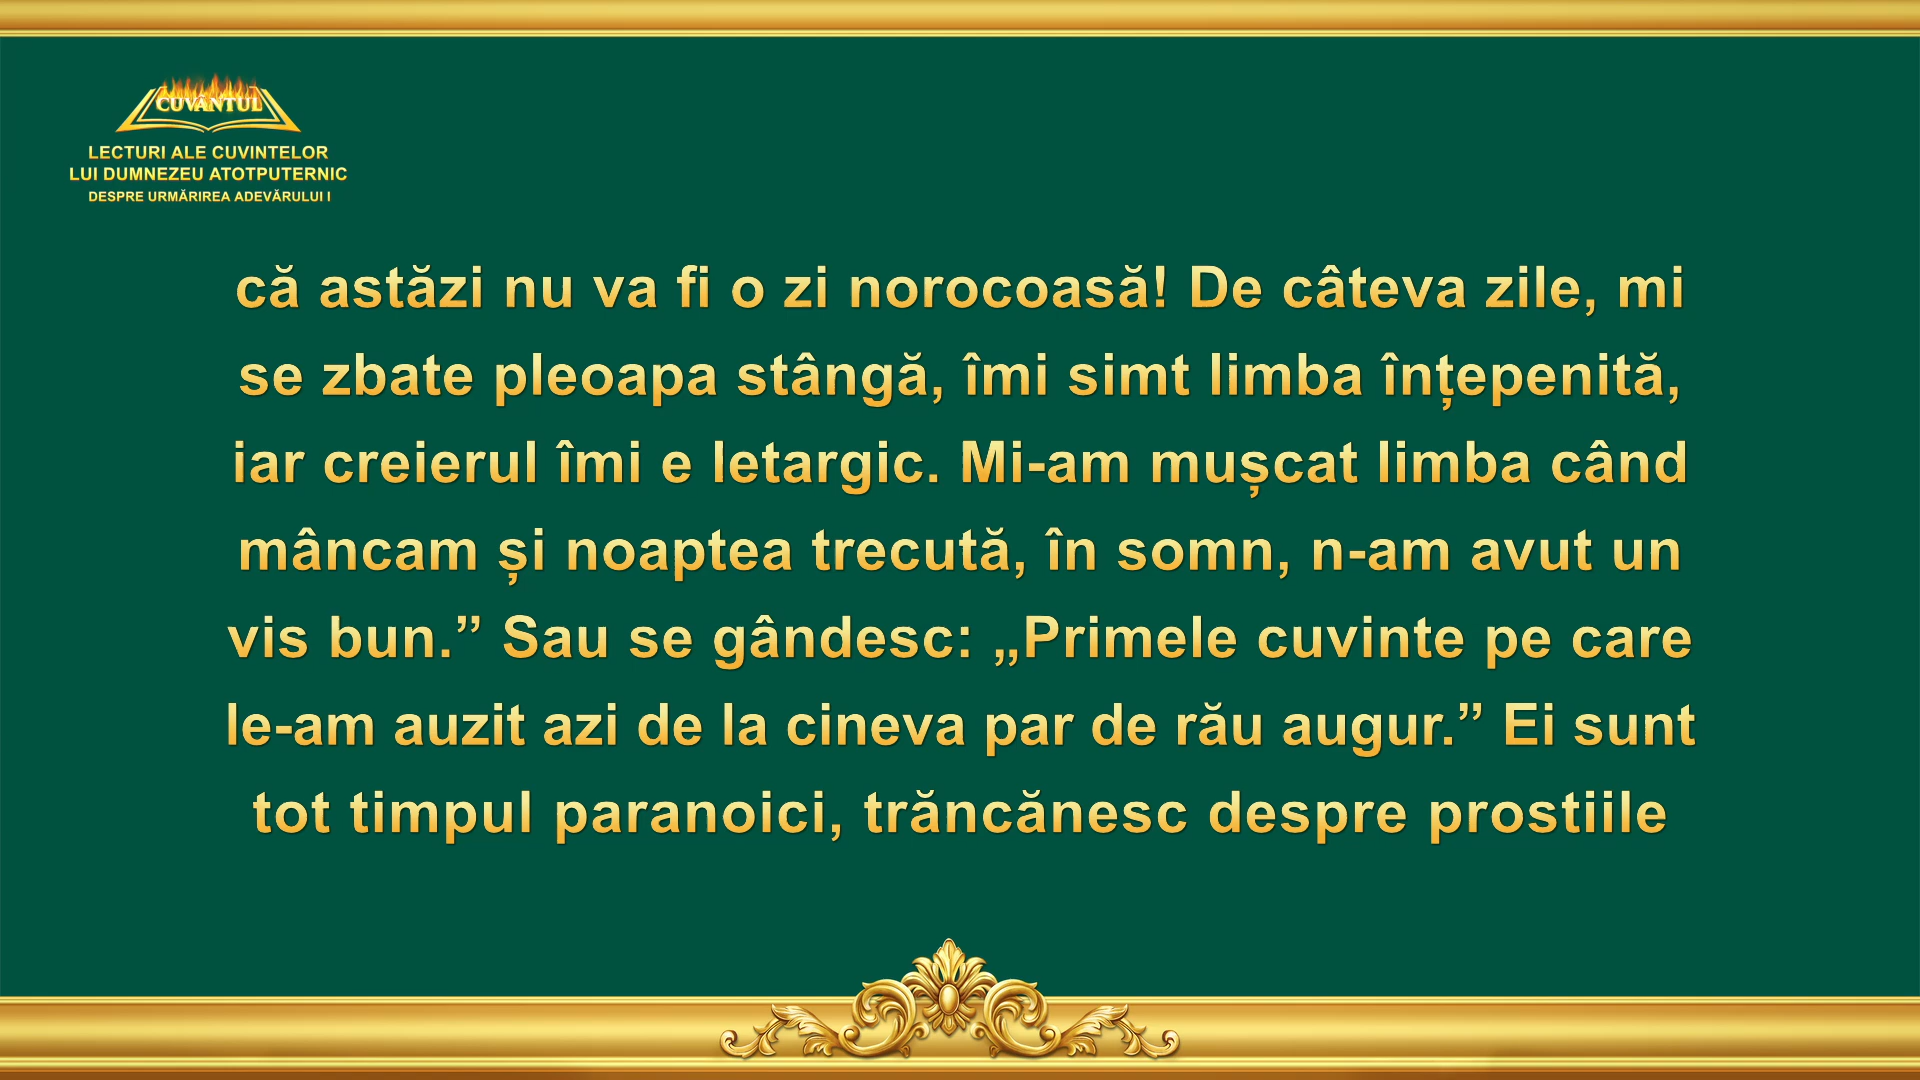 CUVÂNTUL
LECTURI ALE CUVINTELOR
LUI DUMNEZEU ATOTPUTERNIC
DESPRE URMĂRIREA ADEVĂRULUI I
că astăzi nu va fi o zi norocoasă! De câteva zile, mi
se zbate pleoapa stângă, îmi simt limba înțepenită,
iar creierul îmi e letargic. Mi-am mușcat limba când
mâncam și noaptea trecută, în somn, n-am avut un
vis bun.” Sau se gândesc: „Primele cuvinte pe care
le-am auzit azi de la cineva par de rău augur.” Ei sunt
tot timpul paranoici, trăncănesc despre prostiile